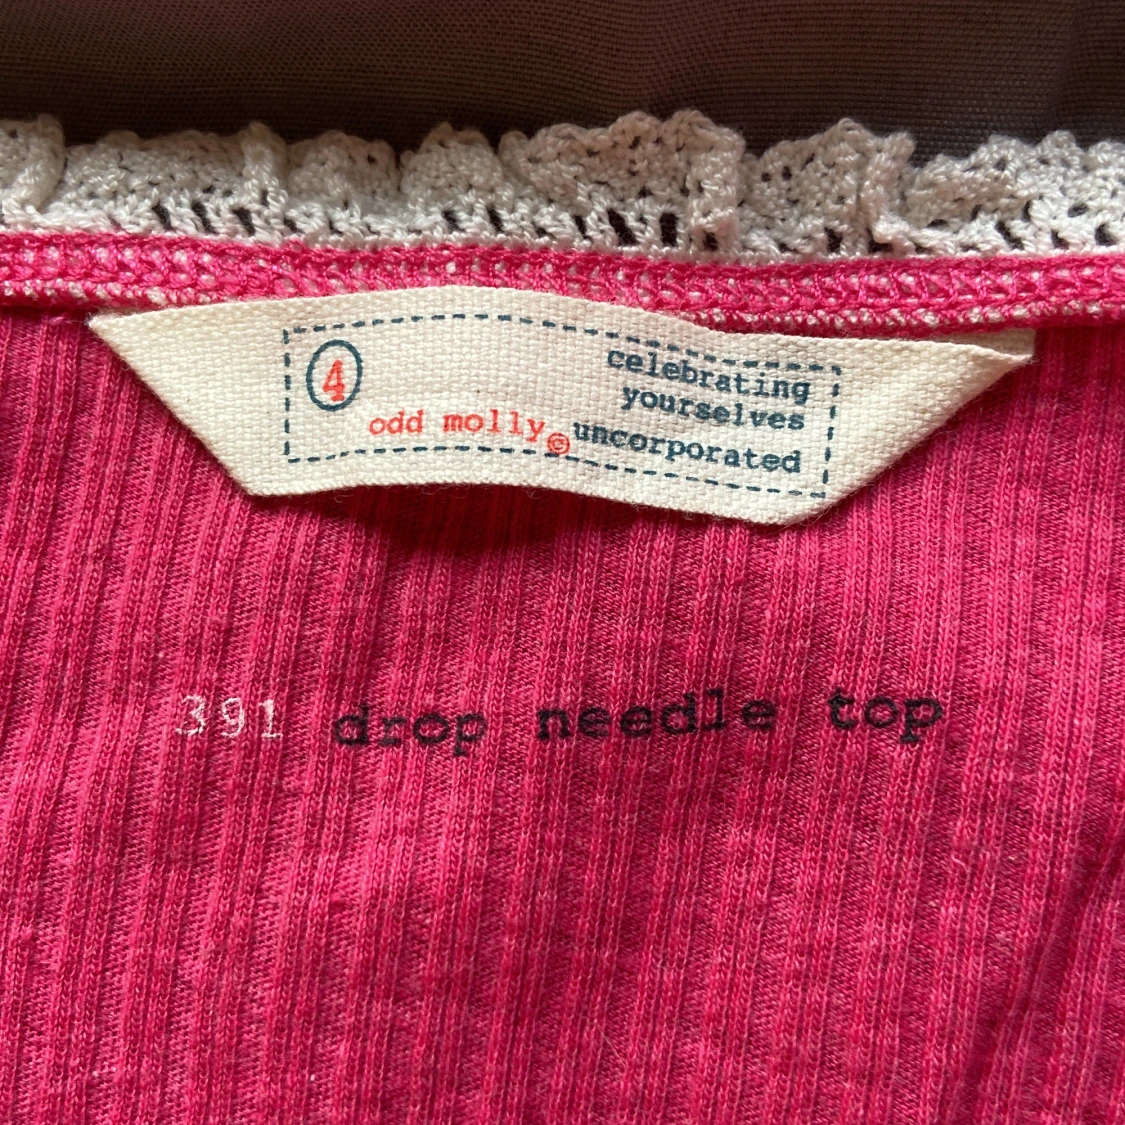 4
odd molly©
celebrating
yourselves
uncorporated
391 drop needle top